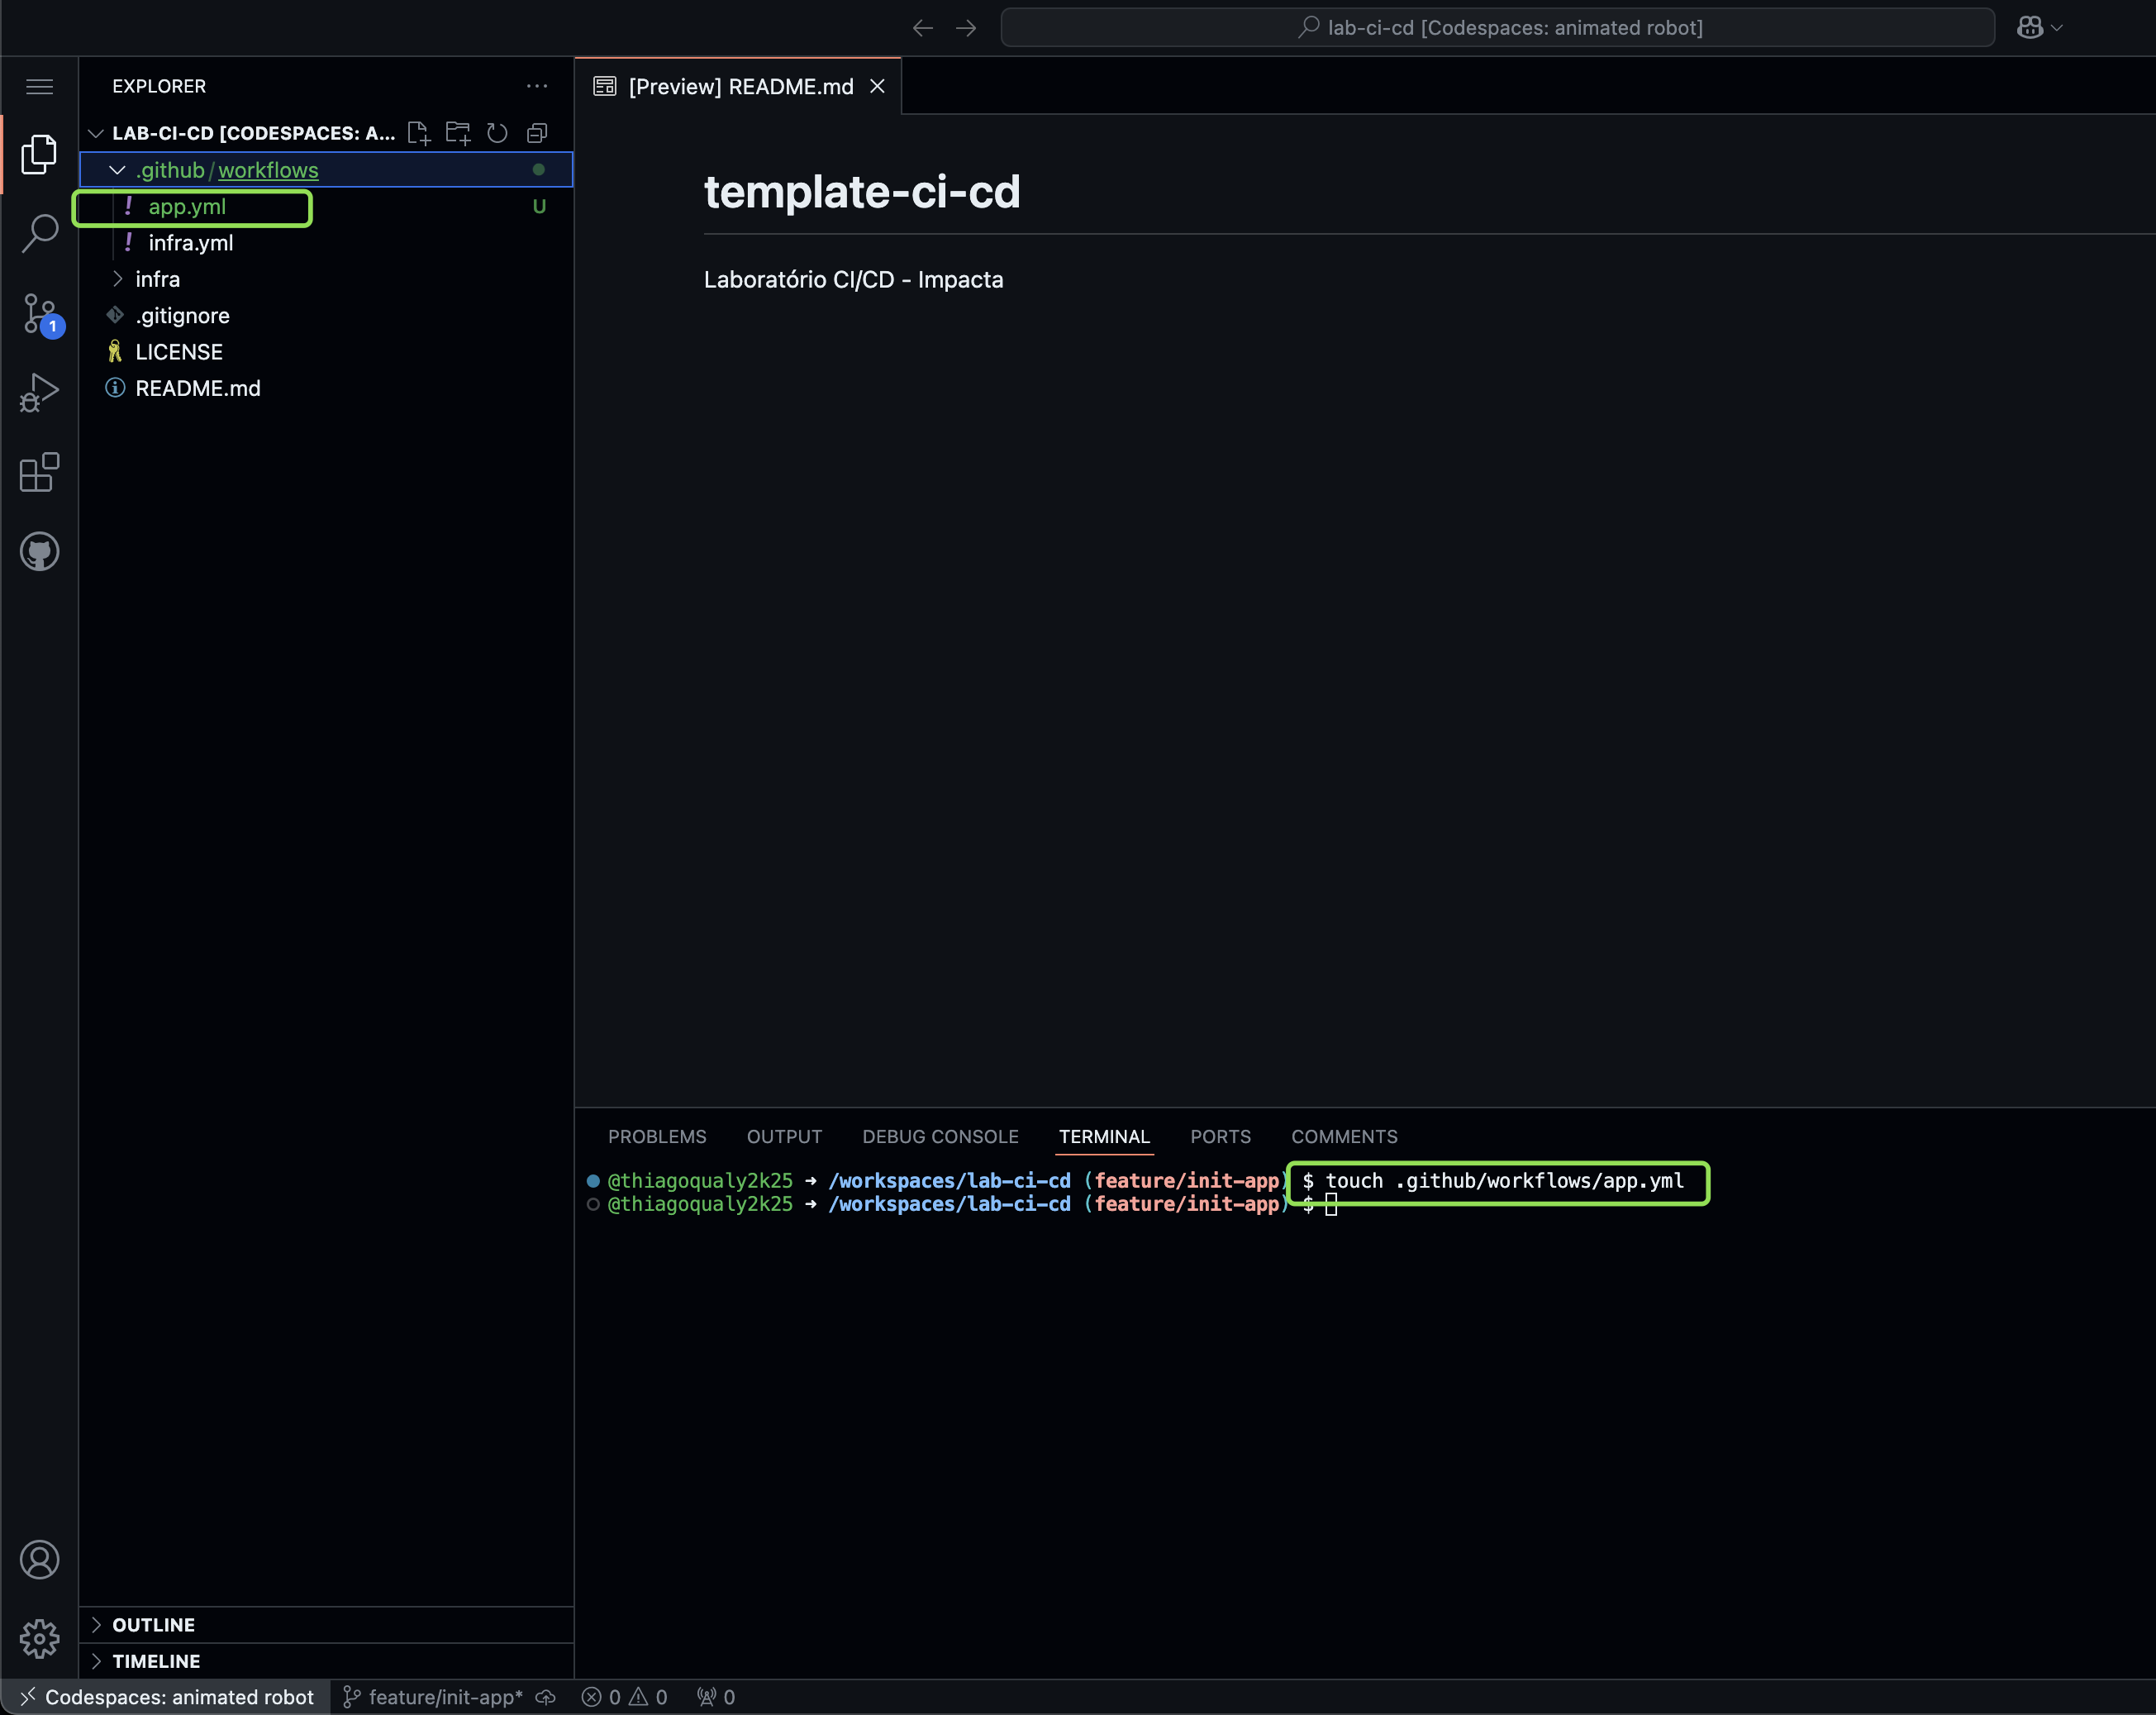 lab-ci-cd [Codespaces: animated robot]
EXPLORER
[Preview] README.md
LAB-CI-CD [CODESPACES: A...
.github/workflows
! app.yml U
! infra.yml
infra
.gitignore
LICENSE
README.md
1
template-ci-cd
Laboratório CI/CD - Impacta
PROBLEMS OUTPUT DEBUG CONSOLE TERMINAL PORTS COMMENTS
@thiagoqualy2k25 → /workspaces/lab-ci-cd (feature/init-app) $ touch .github/workflows/app.yml
@thiagoqualy2k25 → /workspaces/lab-ci-cd (feature/init-app) $
OUTLINE
TIMELINE
Codespaces: animated robot feature/init-app* 0 0 0